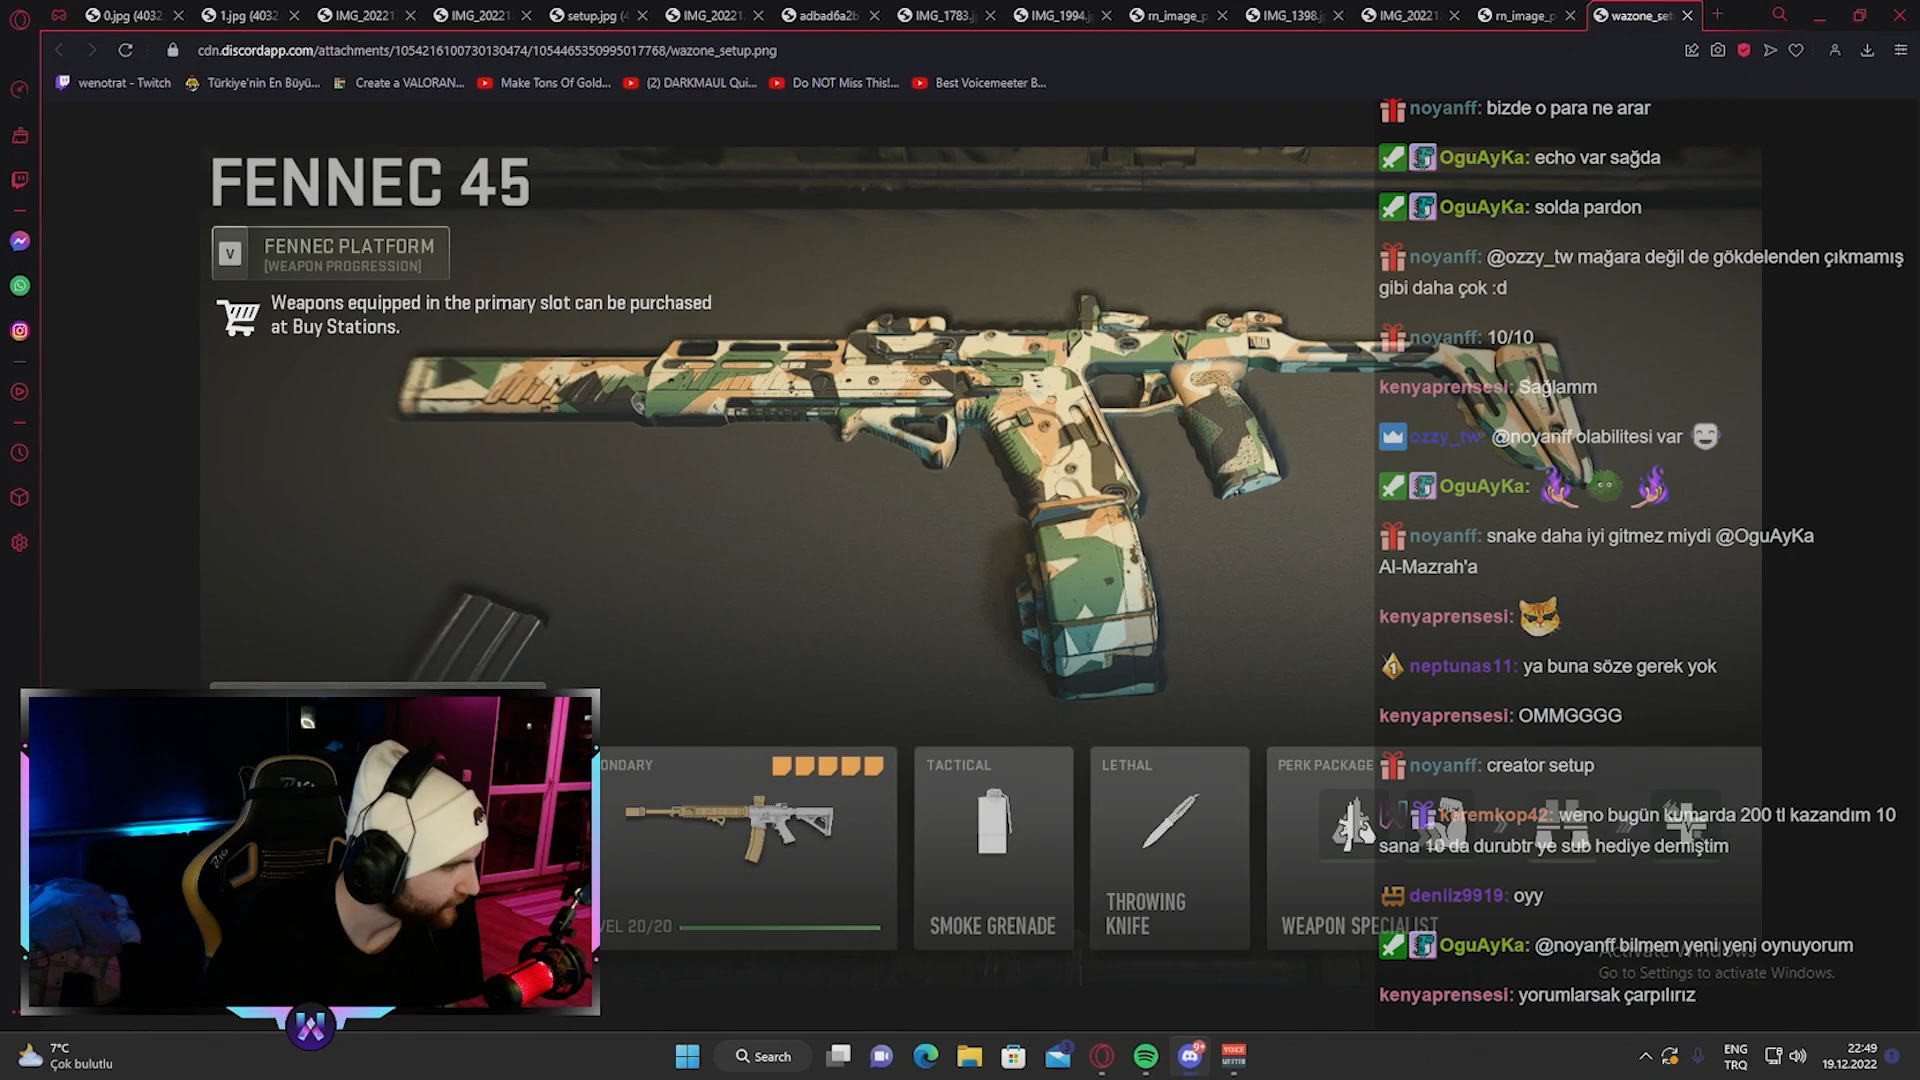 0.jpg (4032
1.jpg (4032
IMG_20221
IMG_20221
setup.jpg (4
IMG_20221
adbad6a2b
IMG_1783.j
IMG_1994.j
rn_image_p
IMG_1398.j
IMG_20221
rn_image_p
wazone_set
cdn.discordapp.com/attachments/1054216100730130474/1054465350995017768/wazone_setup.png
wenotrat - Twitch
Türkiye'nin En Büyü...
Create a VALORAN...
Make Tons Of Gold...
(2) DARKMAUL Qui...
Do NOT Miss This!...
Best Voicemeeter B...
FENNEC 45
V
FENNEC PLATFORM
[WEAPON PROGRESSION]
Weapons equipped in the primary slot can be purchased
at Buy Stations.
noyanff: bizde o para ne arar
OguAyKa: echo var sağda
OguAyKa: solda pardon
noyanff: @ozzy_tw mağara değil de gökdelenden çıkmamış
gibi daha çok :d
noyanff: 10/10
kenyaprensesi: Sağlamm
ozzy_tw: @noyanff olabilitesi var
OguAyKa:
noyanff: snake daha iyi gitmez miydi @OguAyKa
Al-Mazrah'a
kenyaprensesi:
neptunas11: ya buna söze gerek yok
kenyaprensesi: OMMGGGG
noyanff: creator setup
keremkop42: weno bugün kumarda 200 tl kazandım 10
sana 10 da durubtr ye sub hediye demiştim
deniiz9919: oyy
OguAyKa: @noyanff bilmem yeni yeni oynuyorum
kenyaprensesi: yorumlarsak çarpılırız
ONDARY
VEL 20/20
TACTICAL
SMOKE GRENADE
LETHAL
THROWING
KNIFE
PERK PACKAGE
WEAPON SPECIALIST
Activate Windows
Go to Settings to activate Windows.
7°C
Çok bulutlu
Search
3
9+
VOICE
MEETER
ENG
TRQ
22:49
19.12.2022
1